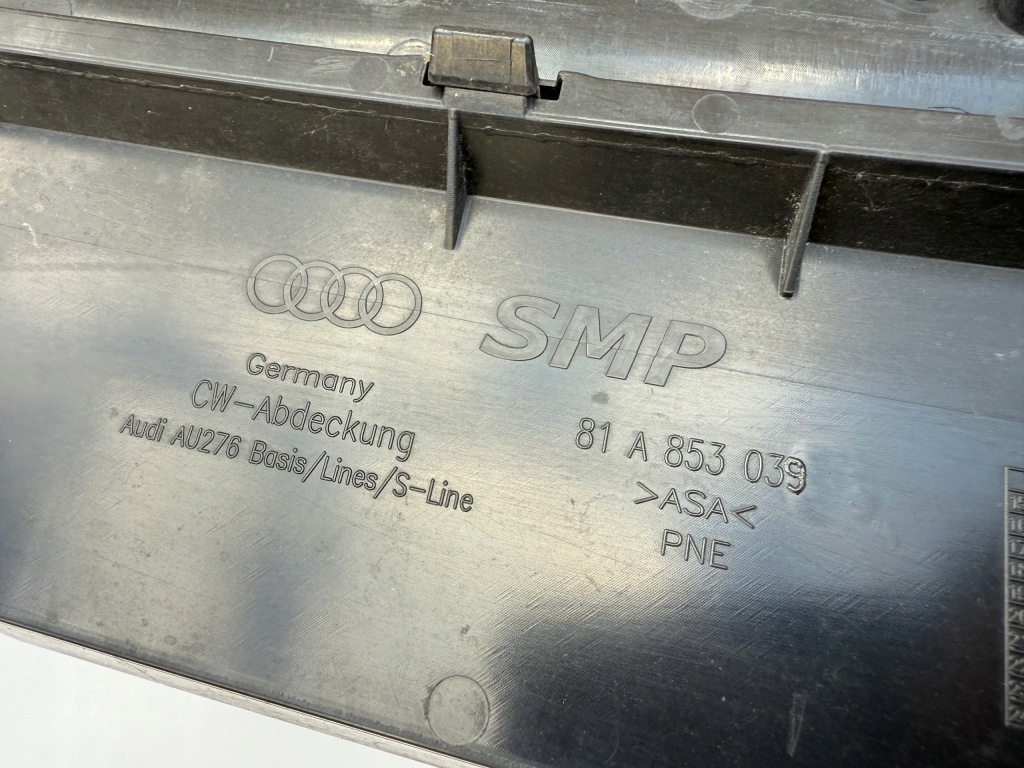 SMP
Germany
CW-Abdeckung
Audi AU276 Basis/Lines/S-Line
81 A 853 039
>ASA<
PNE